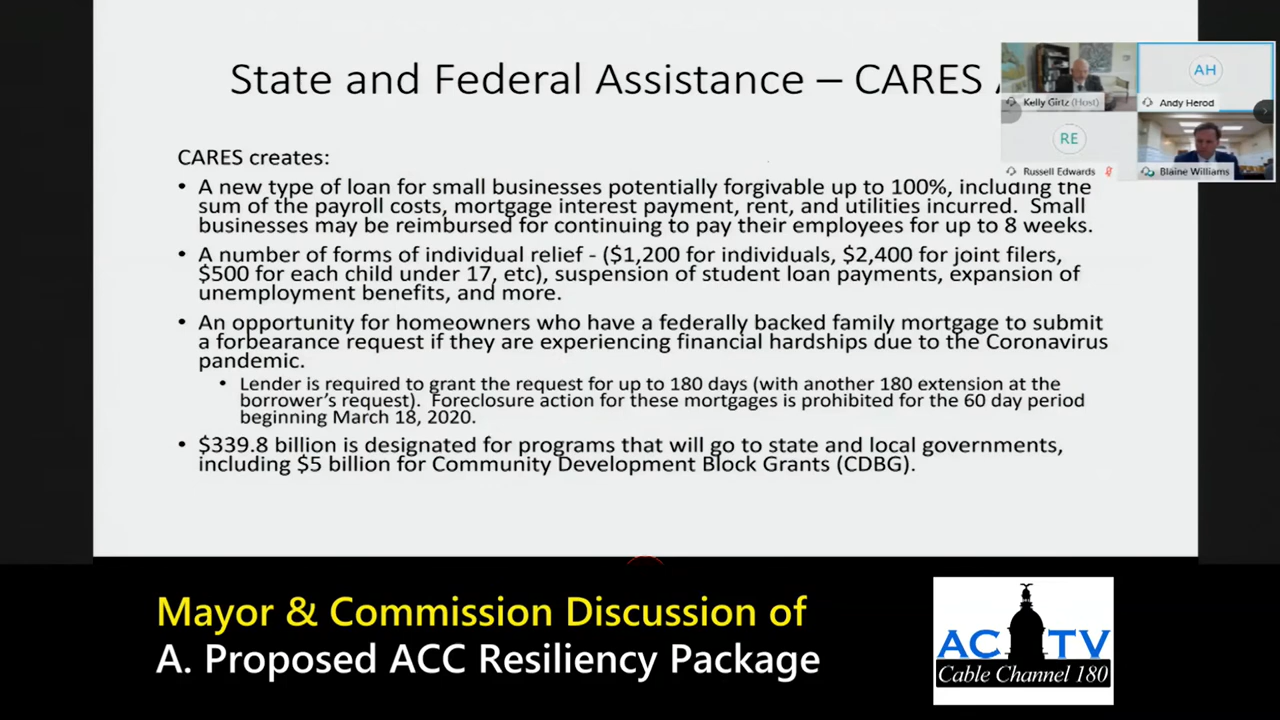 State and Federal Assistance – CARES
AH
Kelly Girtz (Host)
Andy Herod
RE
Russell Edwards
Blaine Williams
CARES creates:
• A new type of loan for small businesses potentially forgivable up to 100%, including the
sum of the payroll costs, mortgage interest payment, rent, and utilities incurred. Small
businesses may be reimbursed for continuing to pay their employees for up to 8 weeks.
• A number of forms of individual relief - ($1,200 for individuals, $2,400 for joint filers,
$500 for each child under 17, etc), suspension of student loan payments, expansion of
unemployment benefits, and more.
• An opportunity for homeowners who have a federally backed family mortgage to submit
a forbearance request if they are experiencing financial hardships due to the Coronavirus
pandemic.
• Lender is required to grant the request for up to 180 days (with another 180 extension at the
borrower's request). Foreclosure action for these mortgages is prohibited for the 60 day period
beginning March 18, 2020.
• $339.8 billion is designated for programs that will go to state and local governments,
including $5 billion for Community Development Block Grants (CDBG).
Mayor & Commission Discussion of
A. Proposed ACC Resiliency Package
ACTV
Cable Channel 180